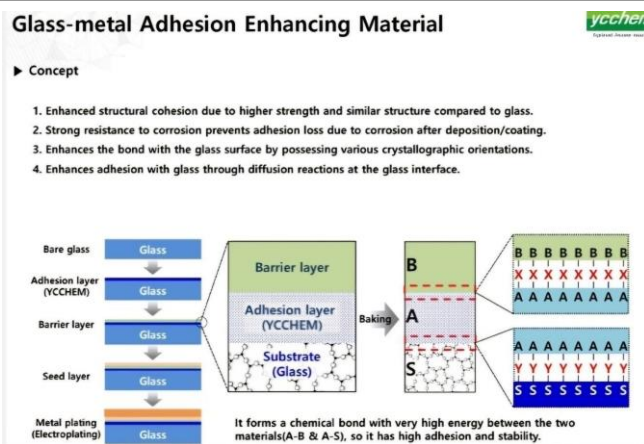 Glass-metal Adhesion Enhancing Material
ycchem
▶ Concept
1. Enhanced structural cohesion due to higher strength and similar structure compared to glass.
2. Strong resistance to corrosion prevents adhesion loss due to corrosion after deposition/coating.
3. Enhances the bond with the glass surface by possessing various crystallographic orientations.
4. Enhances adhesion with glass through diffusion reactions at the glass interface.
Bare glass
Glass
Adhesion layer
(YCCHEM)
Glass
Barrier layer
Glass
Seed layer
Glass
Metal plating
(Electroplating)
Glass
Barrier layer
Adhesion layer
(YCCHEM)
Substrate
(Glass)
Baking
B
A
S
B B B B B B B B
X X X X X X X X
A A A A A A A A
A A A A A A A A
Y Y Y Y Y Y Y Y
S S S S S S S S
It forms a chemical bond with very high energy between the two
materials(A-B & A-S), so it has high adhesion and stability.